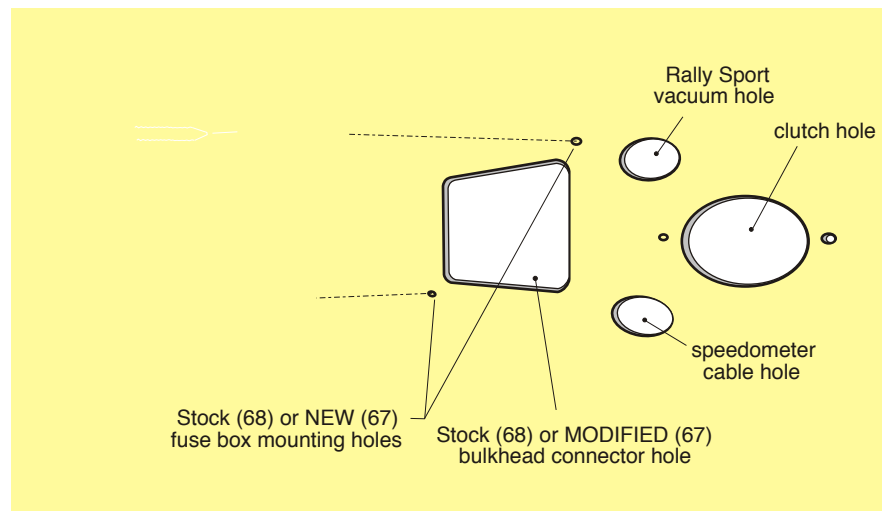 Rally Sport
vacuum hole
clutch hole
speedometer
cable hole
Stock (68) or NEW (67)
fuse box mounting holes
Stock (68) or MODIFIED (67)
bulkhead connector hole